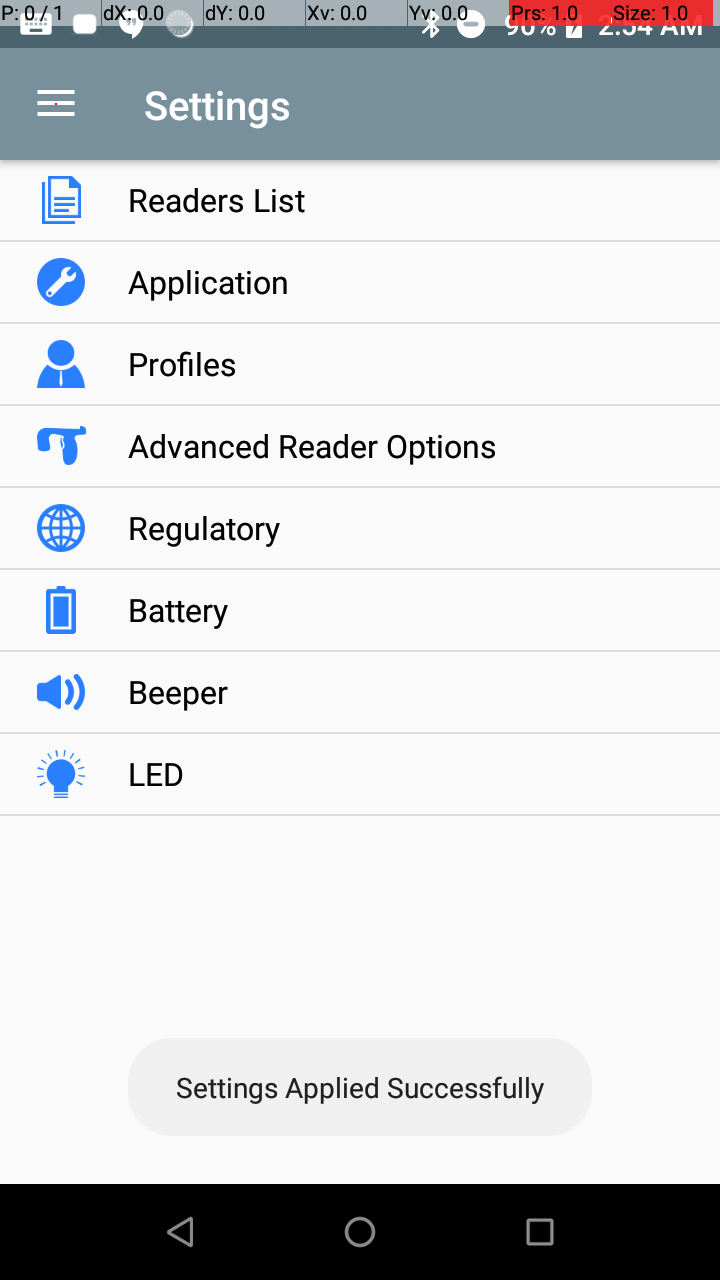 P: 0 / 1 dX: 0.0 dY: 0.0 Xv: 0.0 Yv: 0.0 Prs: 1.0 Size: 1.0
90% 2:54 AM
Settings
Readers List
Application
Profiles
Advanced Reader Options
Regulatory
Battery
Beeper
LED
Settings Applied Successfully